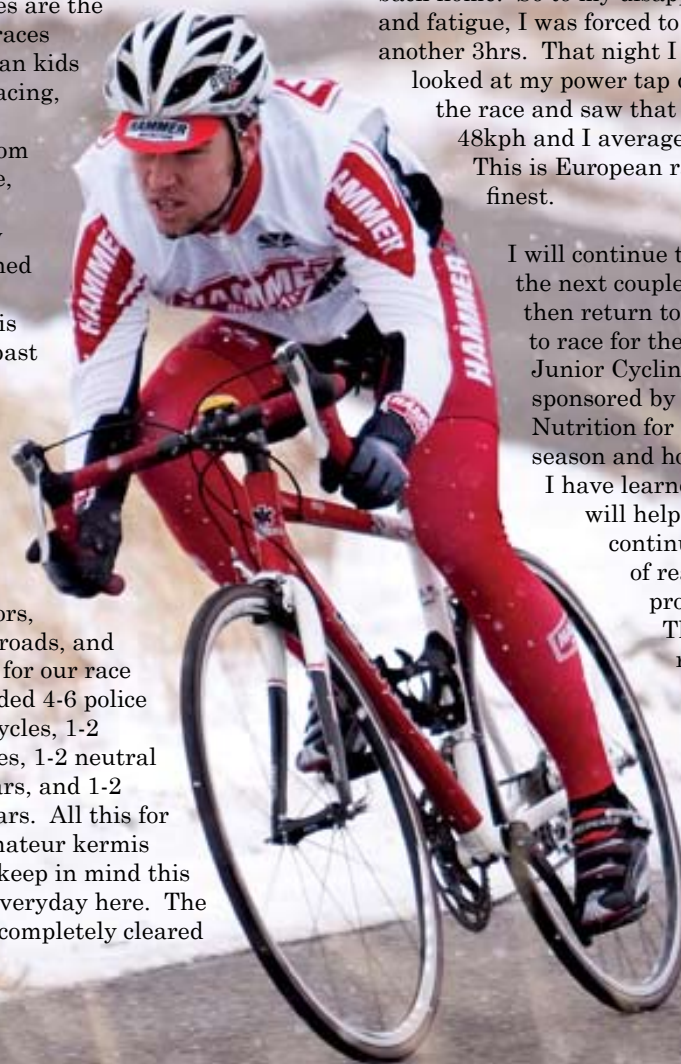 es are the
races
an kids
acing,
om
e,
ned
is
past
ors,
roads, and
for our race
ded 4-6 police
ycles, 1-2
es, 1-2 neutral
ars, and 1-2
ars. All this for
nateur kermis
keep in mind this
veryday here. The
completely cleared
and fatigue, I was forced to
another 3hrs. That night I
looked at my power tap
the race and saw that
48kph and I average
This is European r
finest.
I will continue t
the next couple
then return to
to race for the
Junior Cyclin
sponsored by
Nutrition for
season and ho
I have learne
will help
continu
of re
pro
Th
HAMMER
HAMMER
HAMMER
HAMMER
HAMMER